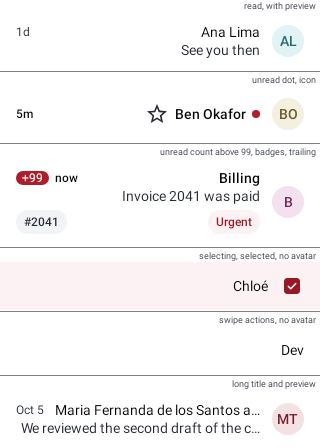 read, with preview
1d
Ana Lima
See you then
AL
unread dot, icon
5m
Ben Okafor
BO
unread count above 99, badges, trailing
+99 now
Billing
Invoice 2041 was paid
B
#2041
Urgent
selecting, selected, no avatar
Chloé
swipe actions, no avatar
Dev
long title and preview
Oct 5
Maria Fernanda de los Santos a…
We reviewed the second draft of the c…
MT